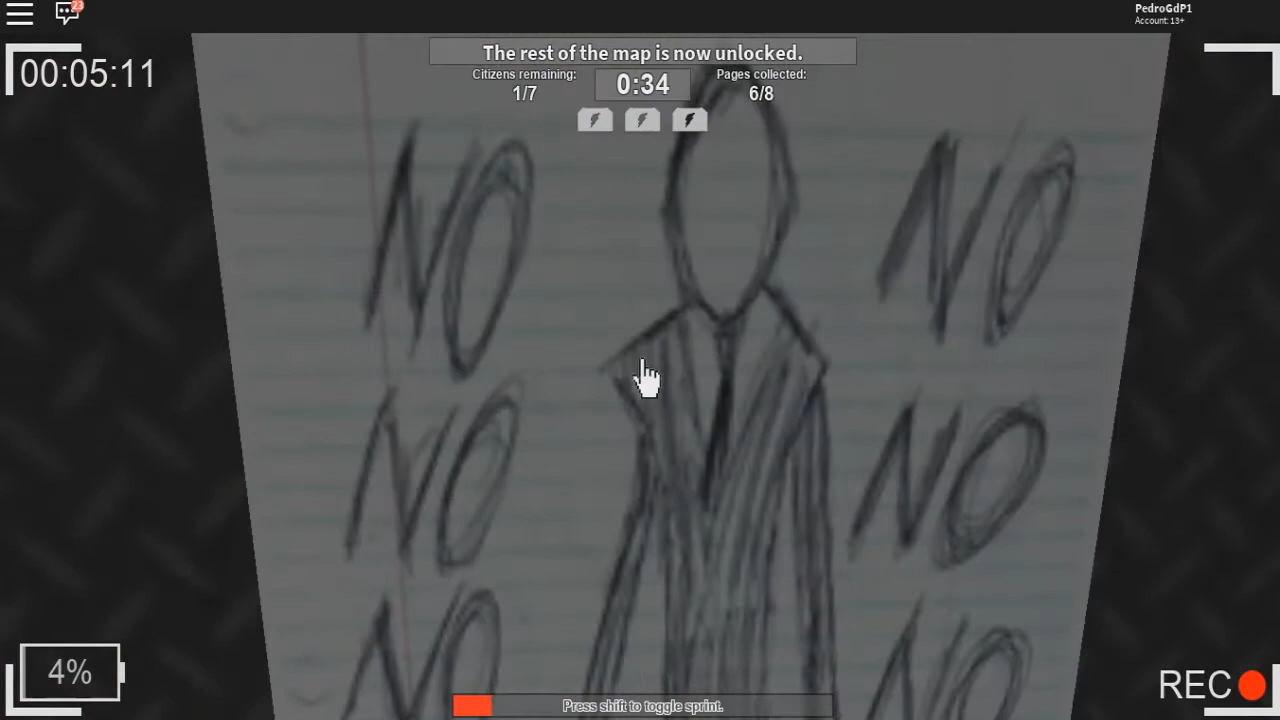 23
PedroGdP1
Account: 13+
The rest of the map is now unlocked.
00:05:11
Citizens remaining:
1/7
0:34
Pages collected:
6/8
NO NO
NO NO
NO NO
4%
Press shift to toggle sprint.
REC